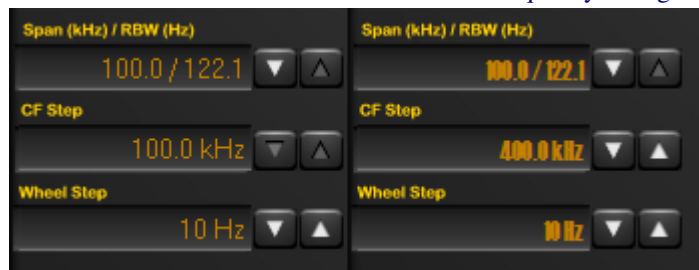 Span (kHz) / RBW (Hz)
100.0 / 122.1
CF Step
100.0 kHz
Wheel Step
10 Hz
Span (kHz) / RBW (Hz)
100.0 / 122.1
CF Step
400.0 kHz
Wheel Step
10 Hz